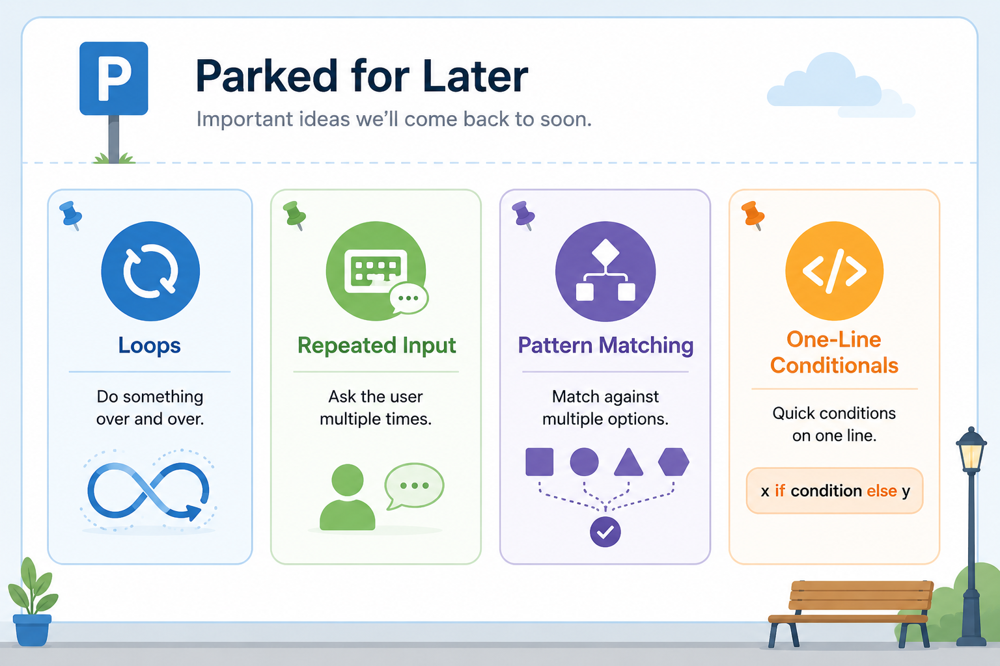 P
Parked for Later
Important ideas we’ll come back to soon.
Loops
Do something
over and over.
Repeated Input
Ask the user
multiple times.
Pattern Matching
Match against
multiple options.
</>
One-Line
Conditionals
Quick conditions
on one line.
x if condition else y